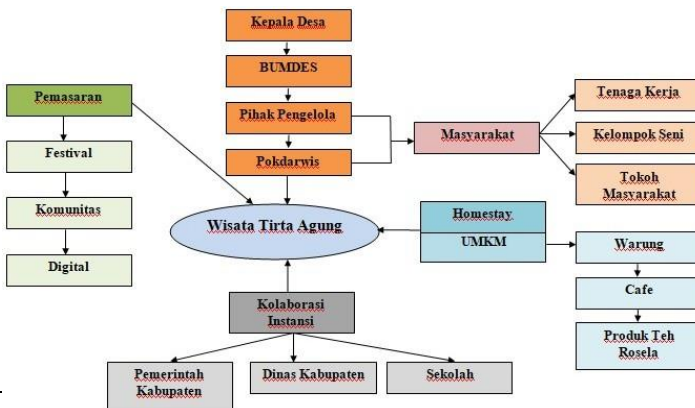 Kepala Desa
BUMDES
Pihak Pengelola
Pokdarwis
Pemasaran
Festival
Komunitas
Digital
Masyarakat
Tenaga Kerja
Kelompok Seni
Tokoh
Masyarakat
Wisata Tirta Agung
Homestay
UMKM
Warung
Cafe
Produk Teh
Rosela
Kolaborasi
Instansi
Pemerintah
Kabupaten
Dinas Kabupaten
Sekolah